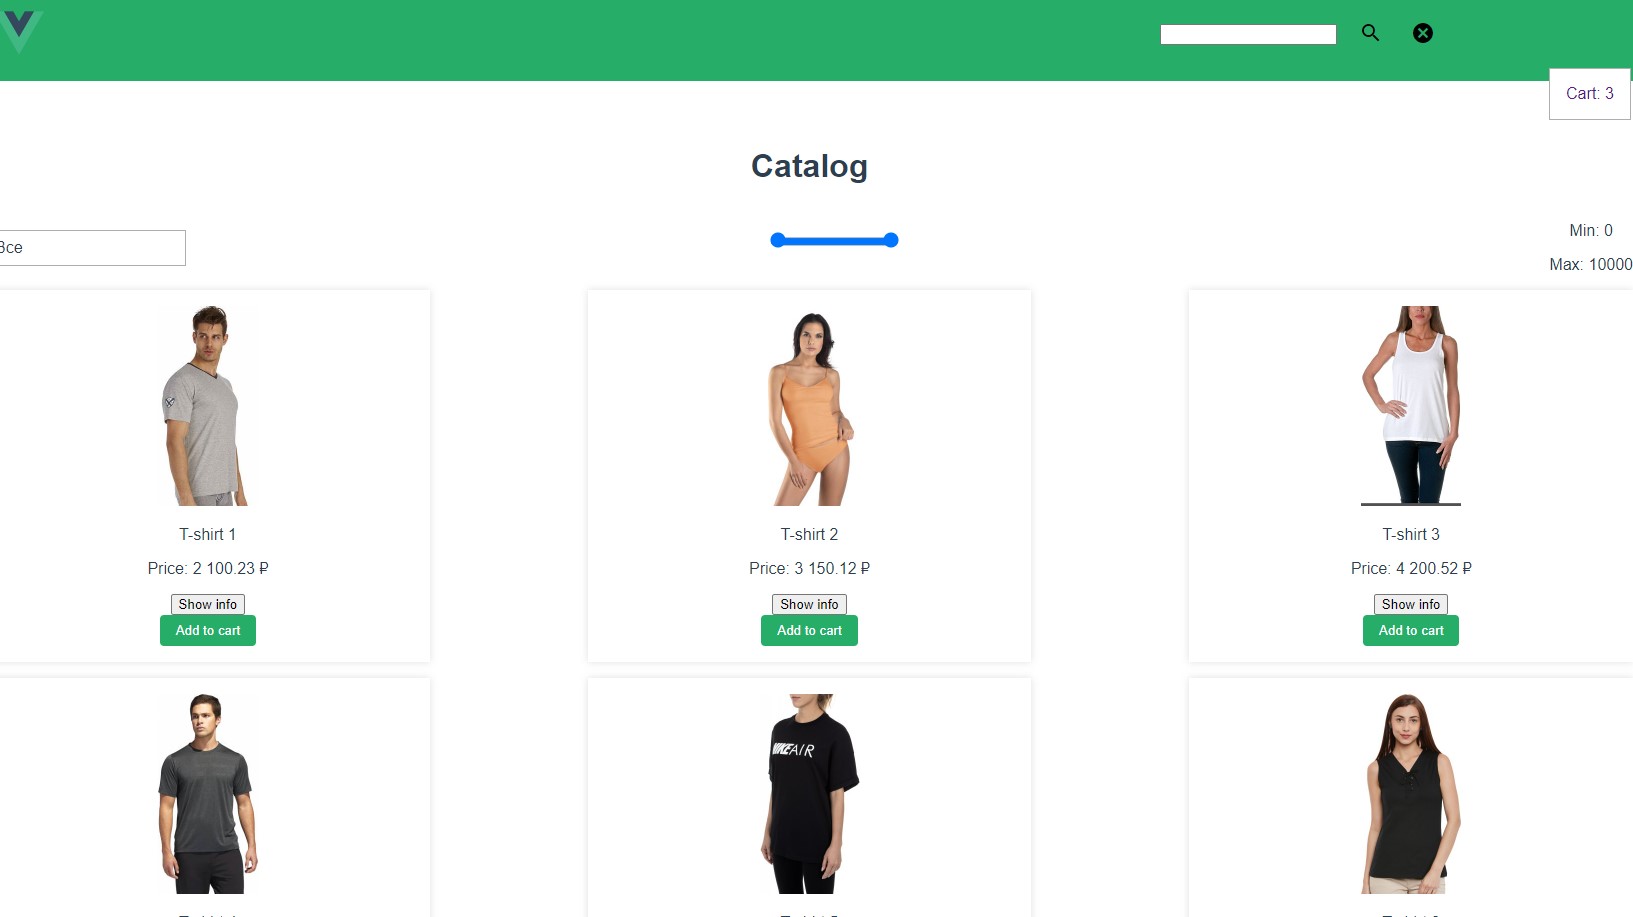 Cart: 3
Catalog
Все
Min: 0
Max: 10000
T-shirt 1
T-shirt 2
T-shirt 3
Price: 2 100.23 ₽
Price: 3 150.12 ₽
Price: 4 200.52 ₽
Show info
Show info
Show info
Add to cart
Add to cart
Add to cart
NIKE AIR